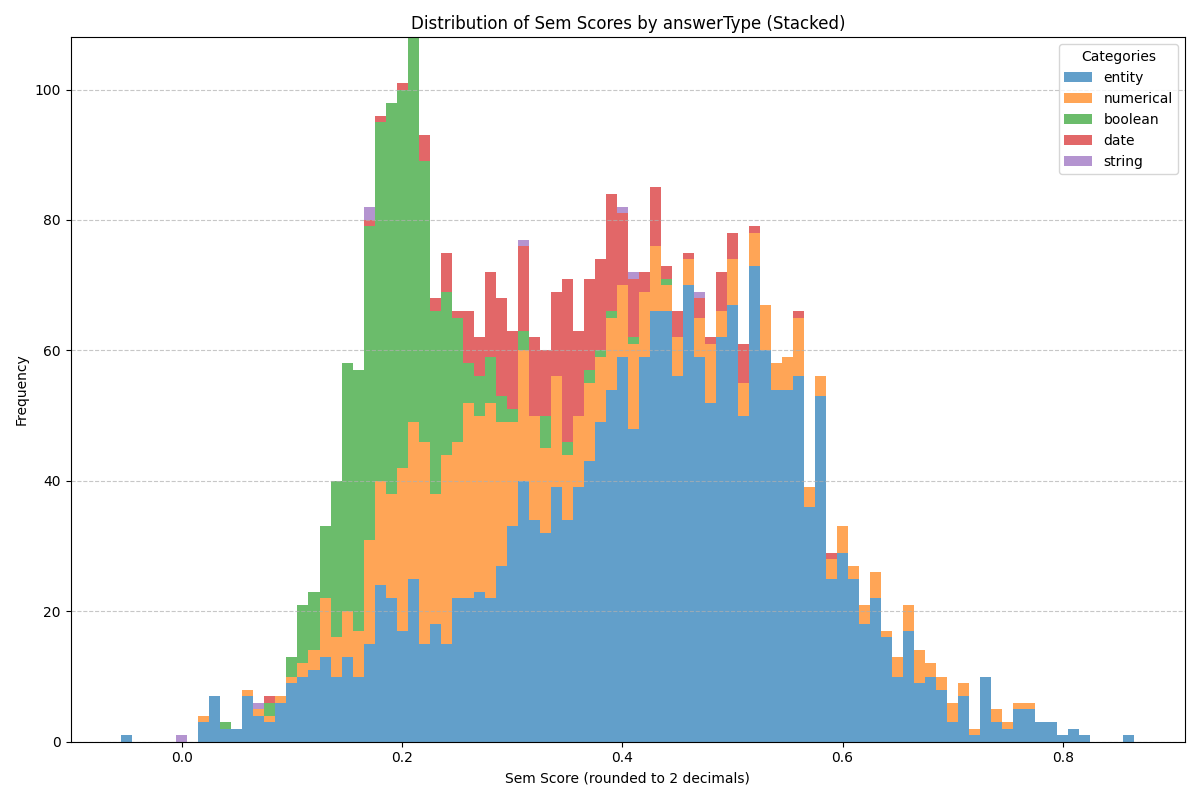 Distribution of Sem Scores by answerType (Stacked)
Categories
entity
numerical
boolean
date
string
Frequency
100
80
60
40
20
0
0.0 0.2 0.4 0.6 0.8
Sem Score (rounded to 2 decimals)